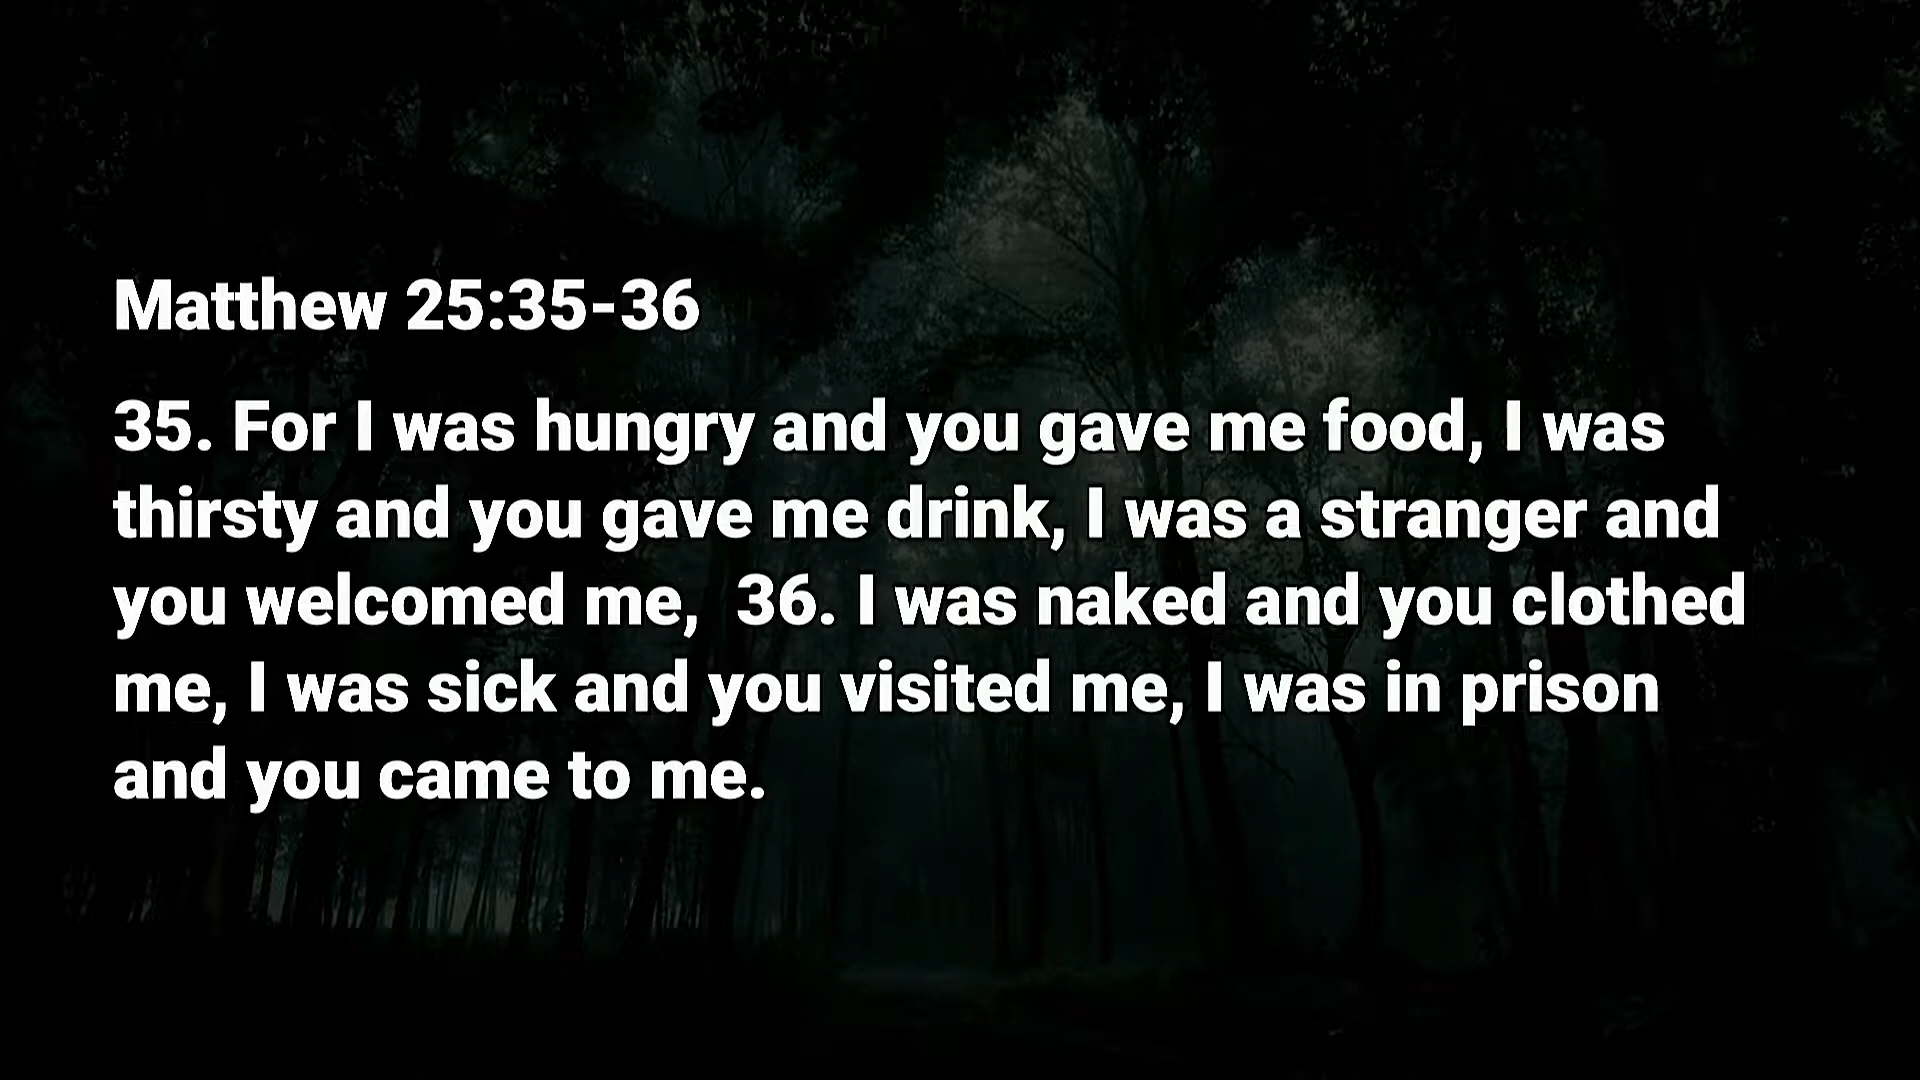 Matthew 25:35-36
35. For I was hungry and you gave me food, I was
thirsty and you gave me drink, I was a stranger and
you welcomed me,  36. I was naked and you clothed
me, I was sick and you visited me, I was in prison
and you came to me.